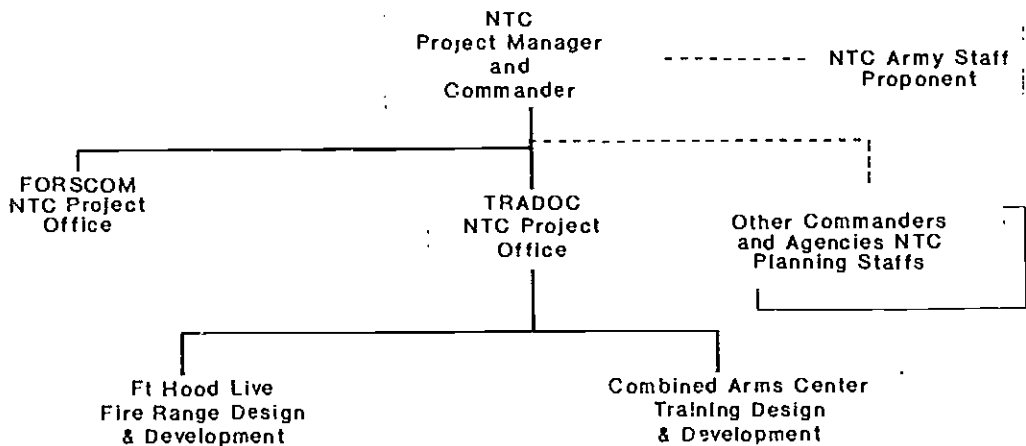 NTC
Project Manager
and
Commander
NTC Army Staff
Proponent
FORSCOM
NTC Project
Office
TRADOC
NTC Project
Office
Other Commanders
and Agencies NTC
Planning Staffs
Ft Hood Live
Fire Range Design
& Development
Combined Arms Center
Training Design
& Development